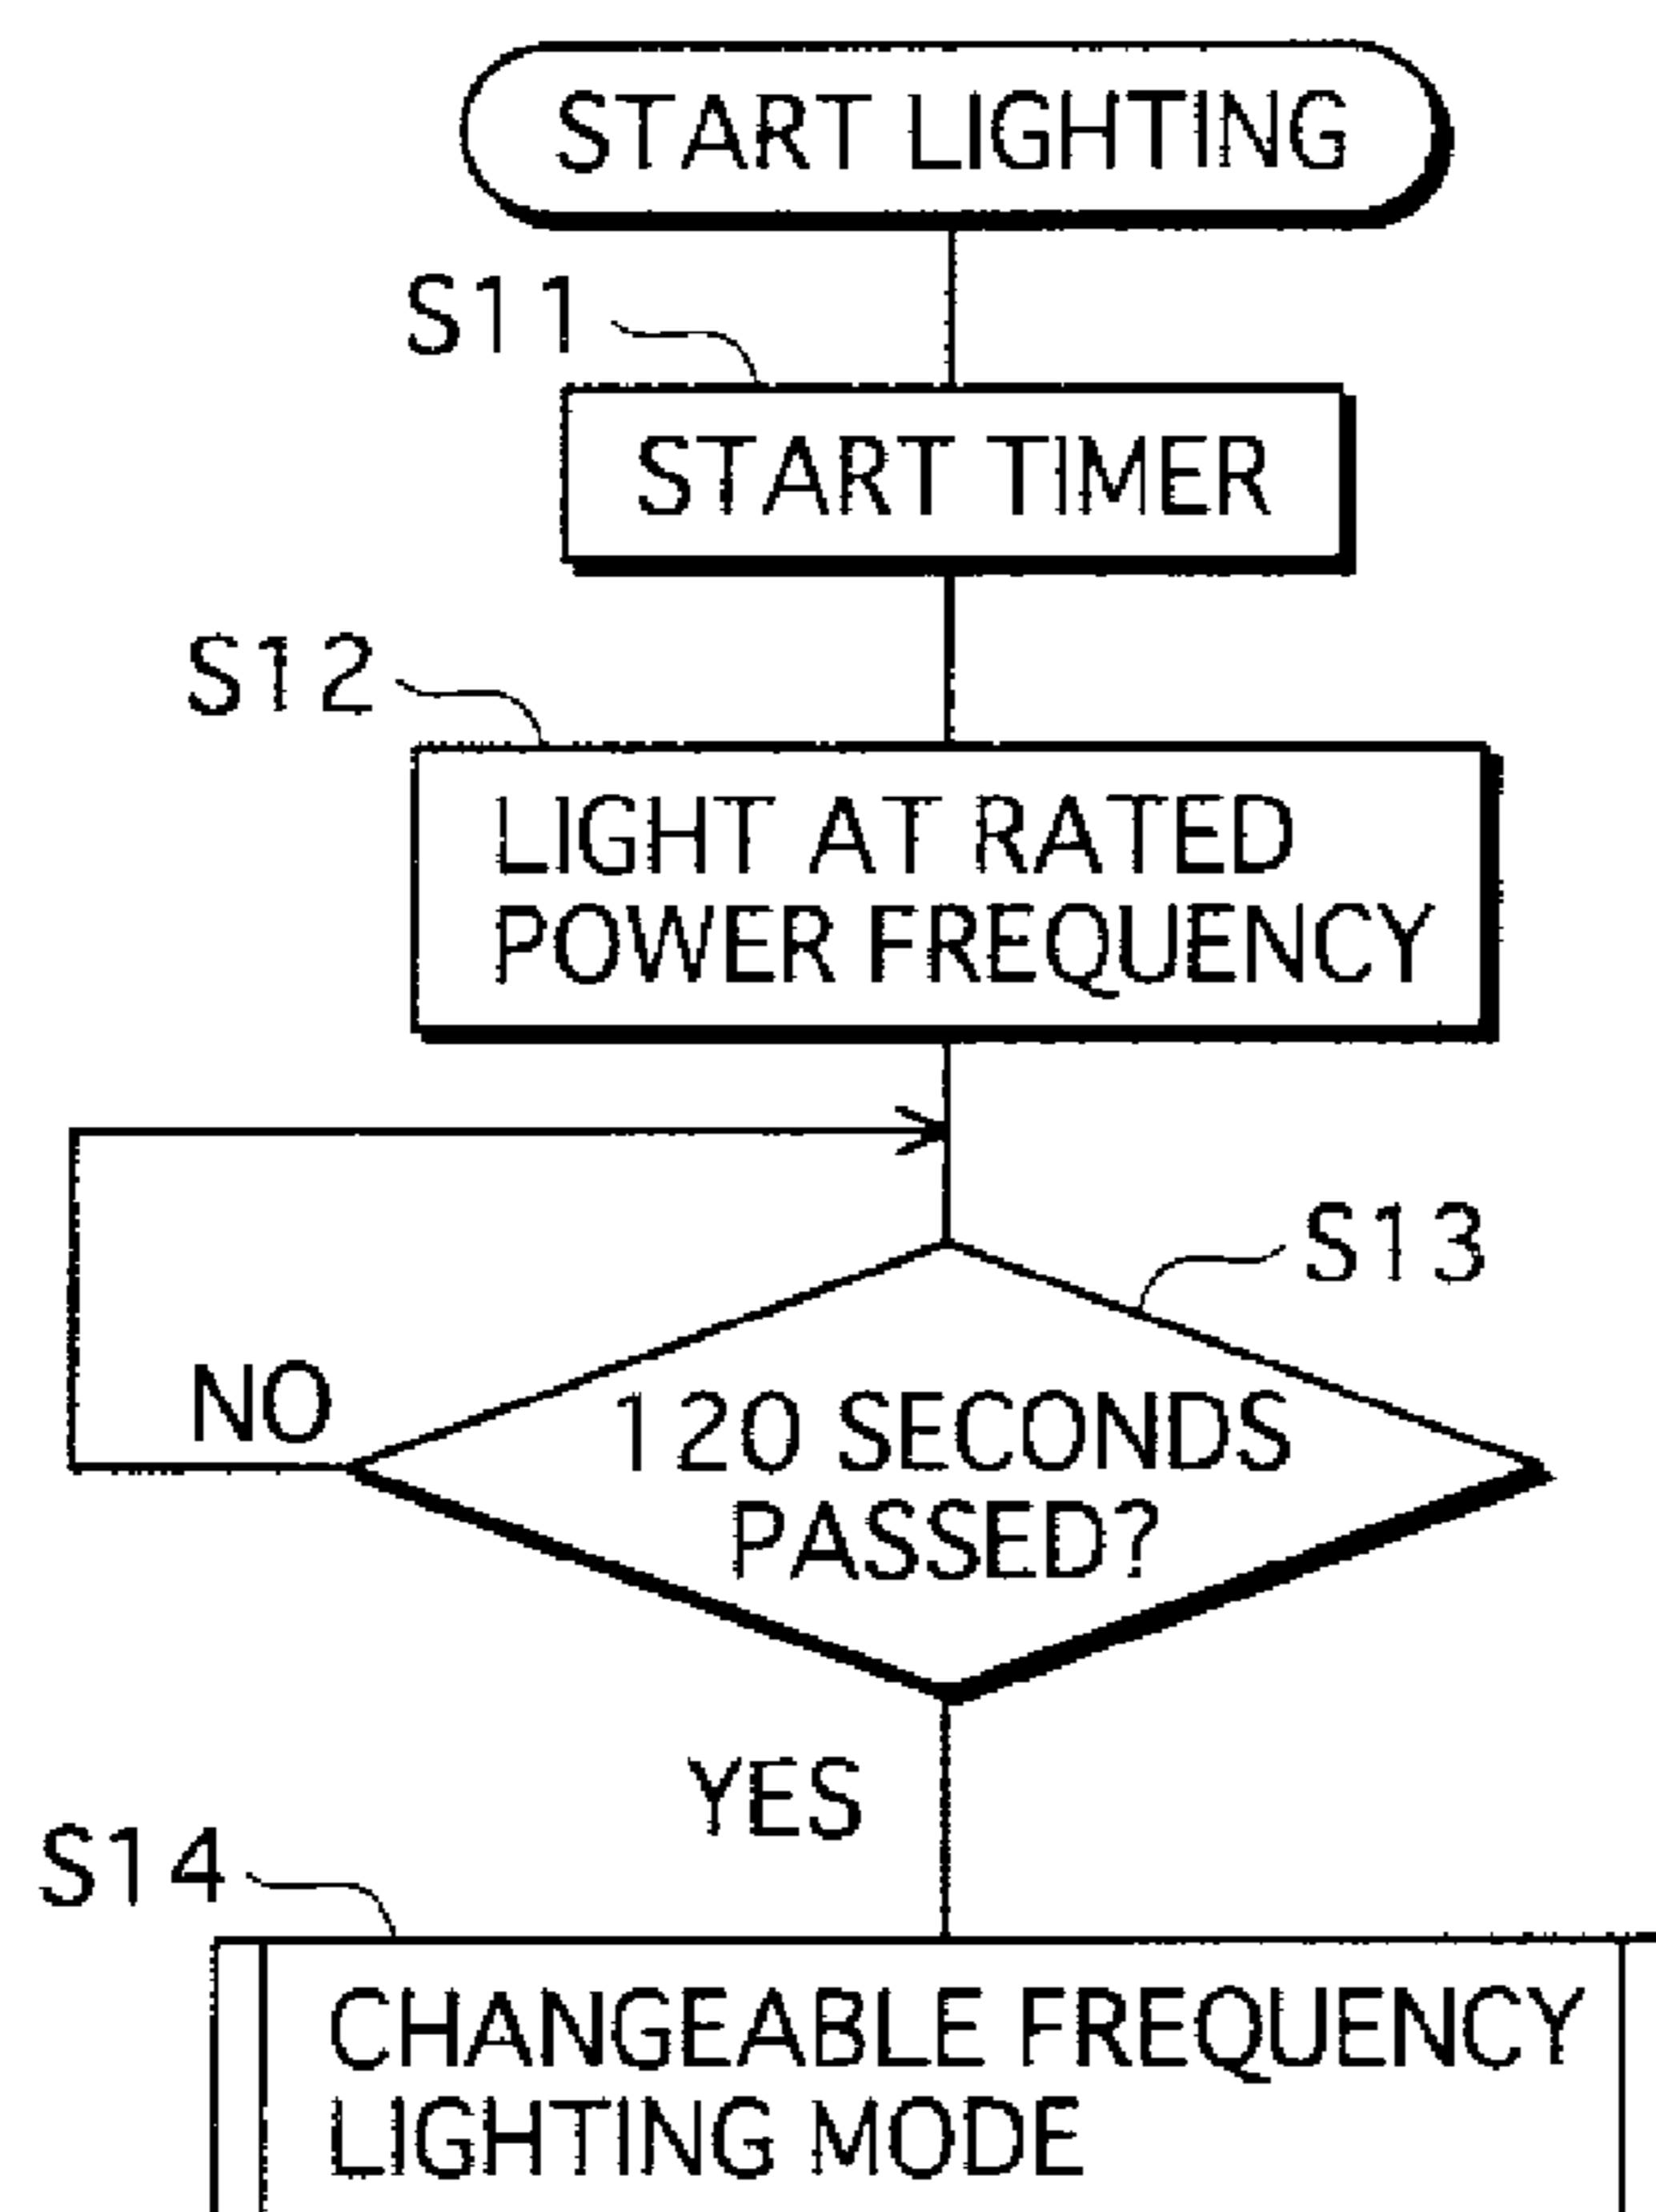 START LIGHTING
S11
START TIMER
S12
LIGHT AT RATED
POWER FREQUENCY
S13
NO
120 SECONDS
PASSED?
YES
S14
CHANGEABLE FREQUENCY
LIGHTING MODE